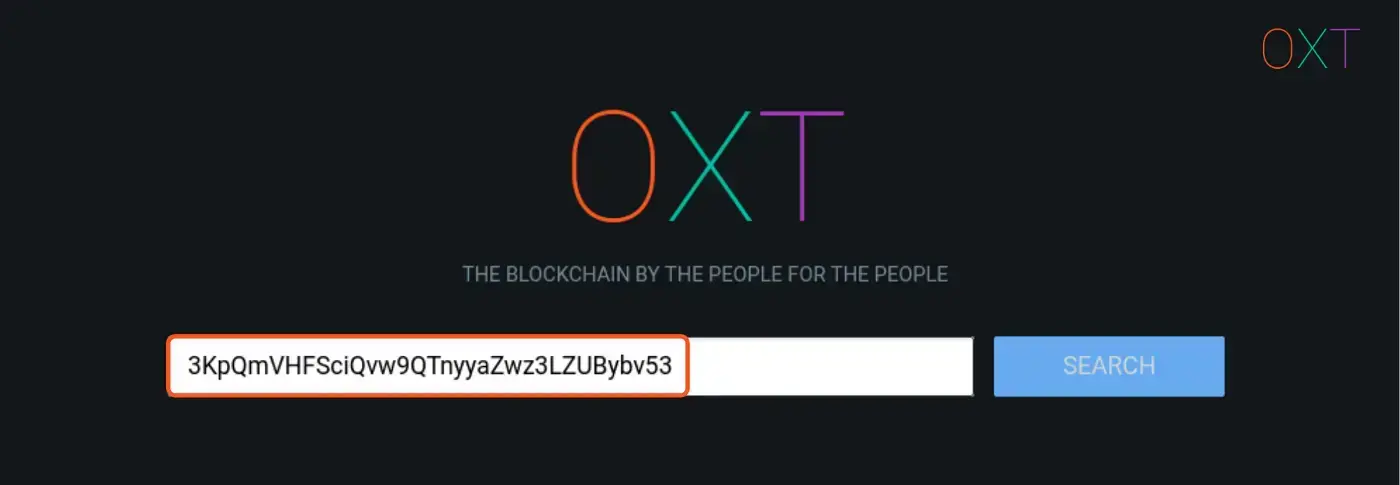 OXT
OXT
THE BLOCKCHAIN BY THE PEOPLE FOR THE PEOPLE
3KpQmVHFSciQvw9QTnyyaZwz3LZUBybv53
SEARCH